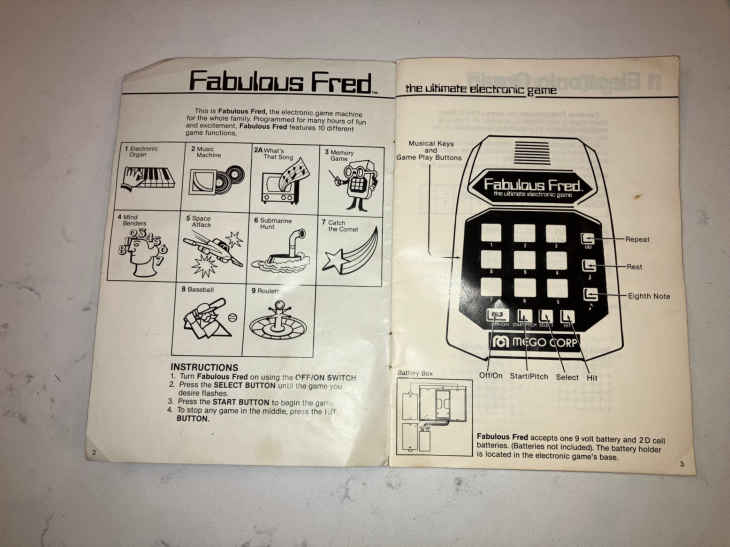 Fabulous Fred™
This is Fabulous Fred, the electronic game machine
for the whole family. Programmed for many hours of fun
and excitement, Fabulous Fred features 10 different
game functions.
1 Electronic
Organ
2 Music
Machine
2A What's
That Song
3 Memory
Game
4 Mind
Benders
5 Space
Attack
6 Submarine
Hunt
7 Catch
the Comet
8 Baseball
9 Roulette
INSTRUCTIONS
1. Turn Fabulous Fred on using the OFF/ON SWITCH
2. Press the SELECT BUTTON until the game you
desire flashes.
3. Press the START BUTTON to begin the game
4. To stop any game in the middle, press the HIT
BUTTON.
2
the ultimate electronic game
Musical Keys
and
Game Play Buttons
Fabulous Fred
the ultimate electronic game
1 2 3
Repeat
Rest
Eighth Note
MEGO CORP
Off/On Start/Pitch Select Hit
Battery Box
Fabulous Fred accepts one 9 volt battery and 2 D cell
batteries. (Batteries not included). The battery holder
is located in the electronic game's base.
3